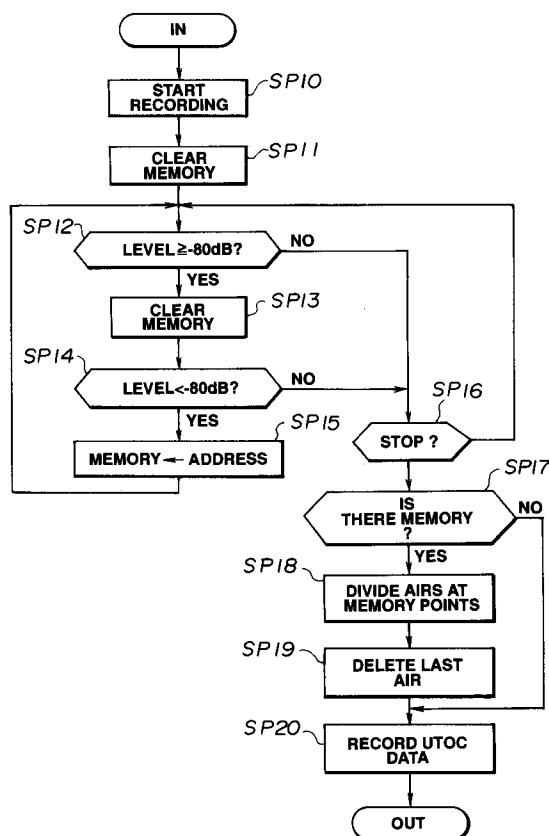 IN
SP10
START
RECORDING
SP11
CLEAR
MEMORY
SP12
LEVEL≧-80dB?
NO
YES
SP13
CLEAR
MEMORY
SP14
LEVEL<-80dB?
NO
YES
SP15
MEMORY ← ADDRESS
SP16
STOP ?
SP17
IS
THERE MEMORY
?
NO
YES
SP18
DIVIDE AIRS AT
MEMORY POINTS
SP19
DELETE LAST
AIR
SP20
RECORD UTOC
DATA
OUT